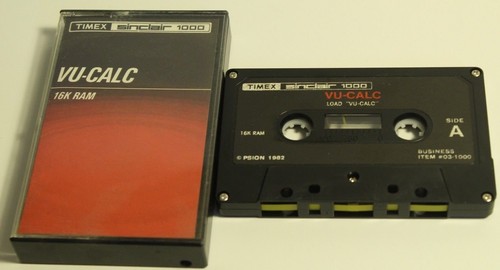 TIMEX sinclair 1000
VU-CALC
16K RAM
TIMEX sinclair 1000
VU-CALC
LOAD "VU-CALC"
SIDE
A
16K RAM
© PSION 1982
BUSINESS
ITEM #03-1000